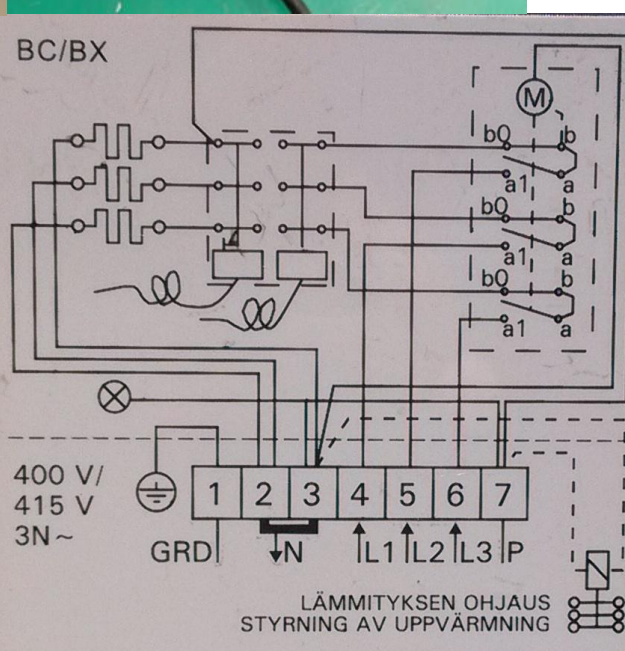 BC/BX
M
b0 b
a1 a
b0 b
a1 a
b0 b
a1 a
400 V/
415 V
3N~
1 2 3 4 5 6 7
GRD N L1 L2 L3 P
LÄMMITYKSEN OHJAUS
STYRNING AV UPPVÄRMNING